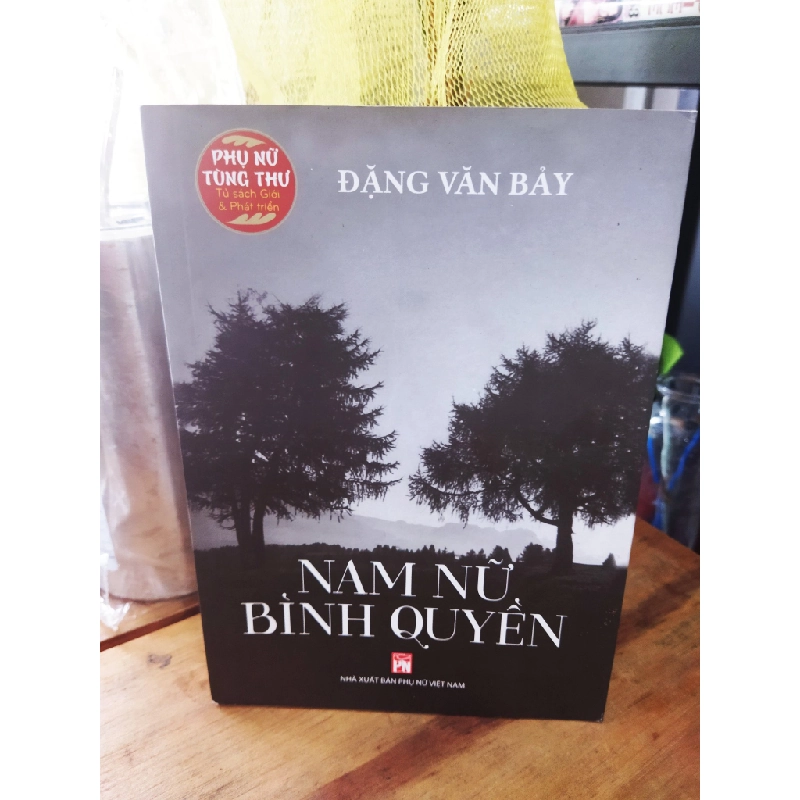 PHỤ NỮ
TÙNG THƯ
Tủ sách Giới
& Phát triển
ĐẶNG VĂN BẢY
NAM NỮ
BÌNH QUYỀN
PN
NHÀ XUẤT BẢN PHỤ NỮ VIỆT NAM